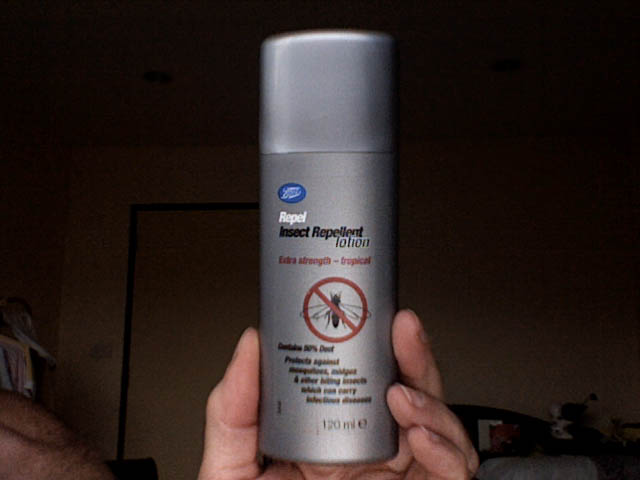 Boots
Repel
Insect Repellent
lotion
Extra strength – tropical
Contains 50% Deet
Protects against
mosquitoes, midges
& other biting insects
which can carry
infectious diseases
120 ml e